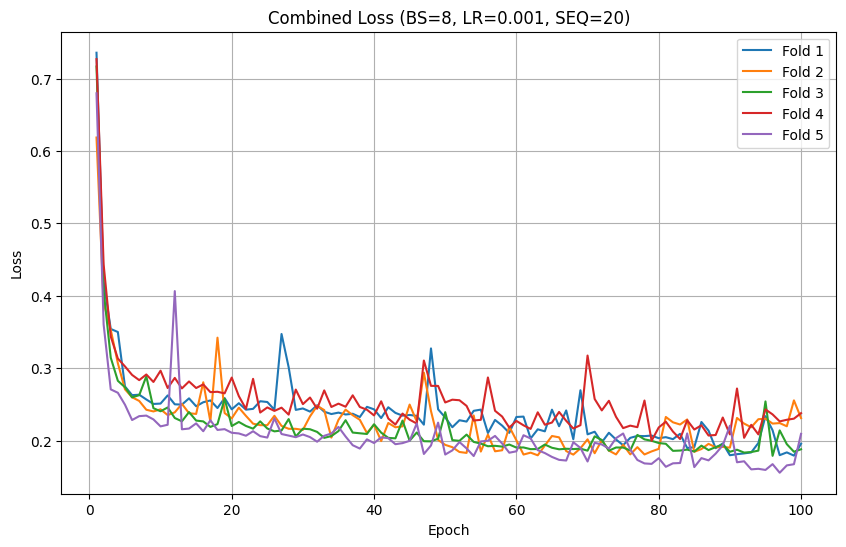 Combined Loss (BS=8, LR=0.001, SEQ=20)
Fold 1
Fold 2
Fold 3
Fold 4
Fold 5
Loss
0.7
0.6
0.5
0.4
0.3
0.2
0 20 40 60 80 100
Epoch